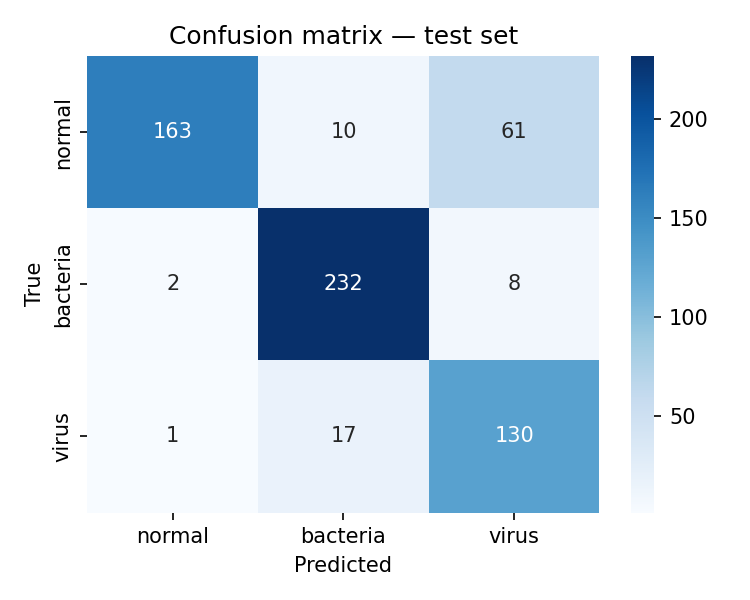 Confusion matrix — test set
normal
163
10
61
200
bacteria
2
232
8
150
True
100
virus
1
17
130
50
normal
bacteria
virus
Predicted